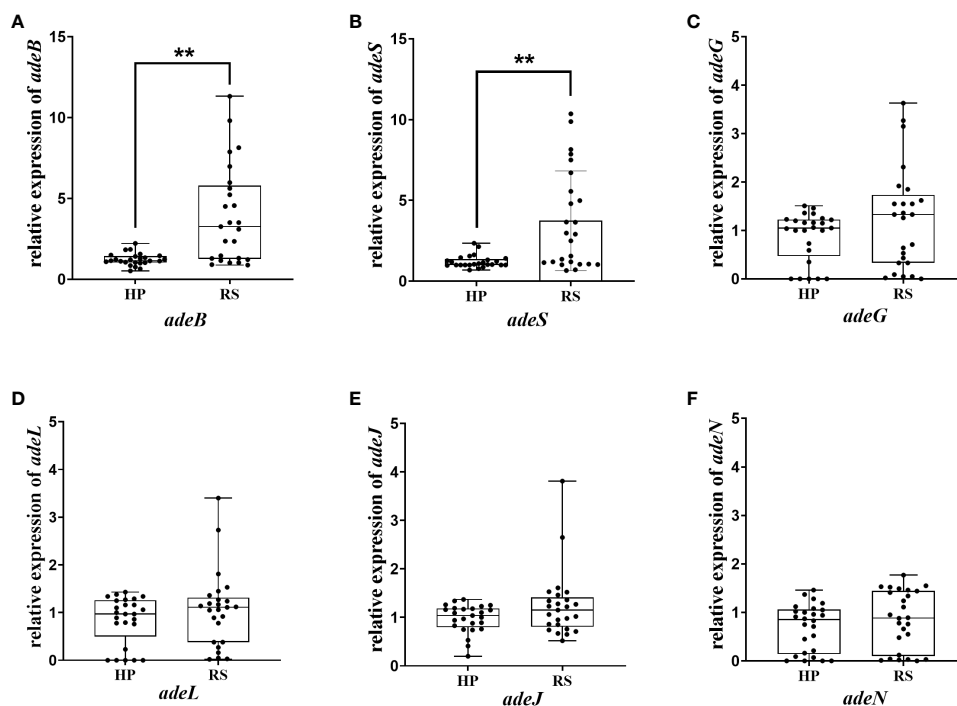 A
relative expression of adeB
15
10
5
0
**
HP
RS
adeB
B
relative expression of adeS
15
10
5
0
**
HP
RS
adeS
C
relative expression of adeG
5
4
3
2
1
0
HP
RS
adeG
D
relative expression of adeL
5
4
3
2
1
0
HP
RS
adeL
E
relative expression of adeJ
5
4
3
2
1
0
HP
RS
adeJ
F
relative expression of adeN
5
4
3
2
1
0
HP
RS
adeN